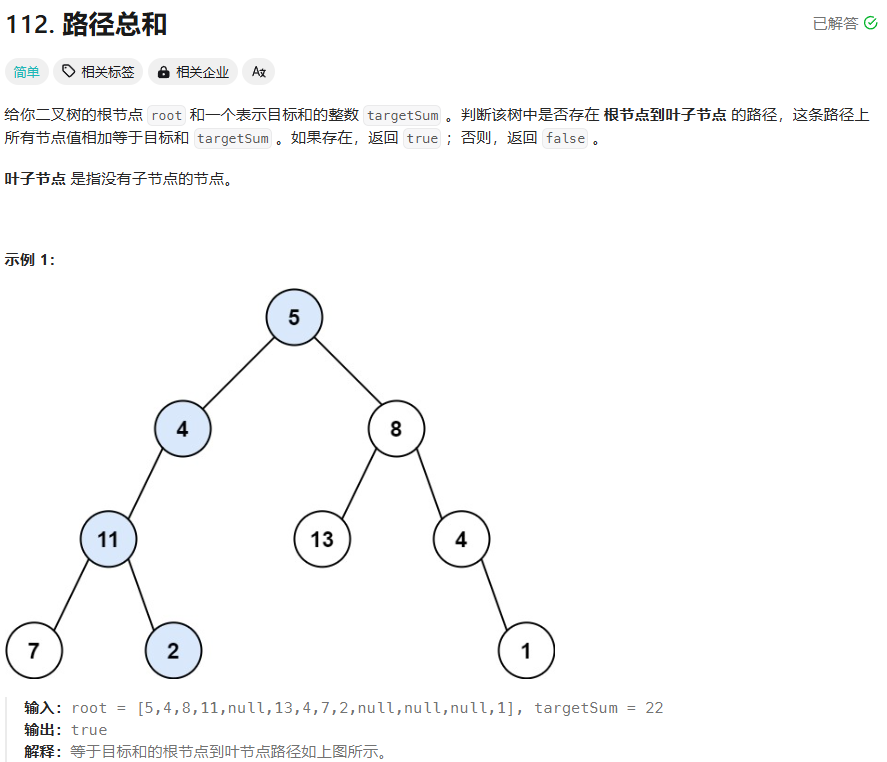 112. 路径总和
已解答
简单 相关标签 相关企业 Aあ
给你二叉树的根节点 root 和一个表示目标和的整数 targetSum 。判断该树中是否存在 根节点到叶子节点 的路径，这条路径上
所有节点值相加等于目标和 targetSum 。如果存在，返回 true ；否则，返回 false 。
叶子节点 是指没有子节点的节点。
示例 1：
5
4 8
11 13 4
7 2 1
输入：root = [5,4,8,11,null,13,4,7,2,null,null,null,1], targetSum = 22
输出：true
解释：等于目标和的根节点到叶节点路径如上图所示。